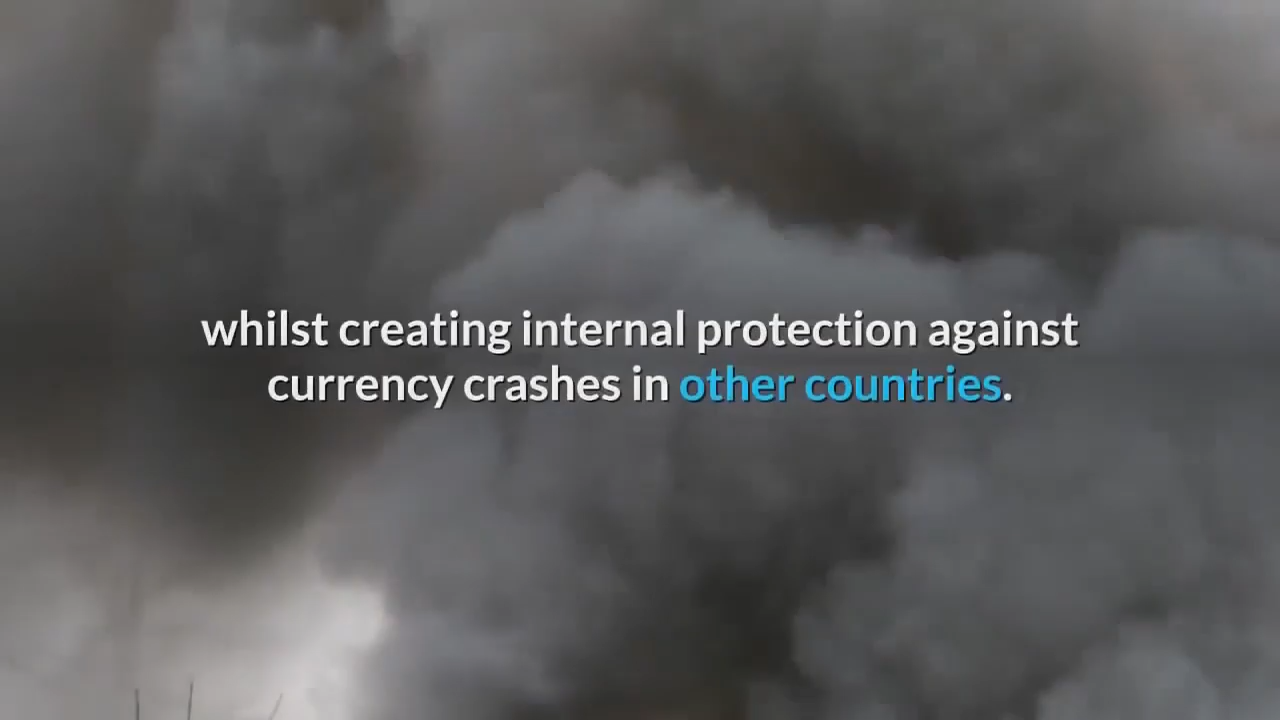 whilst creating internal protection against
currency crashes in other countries.